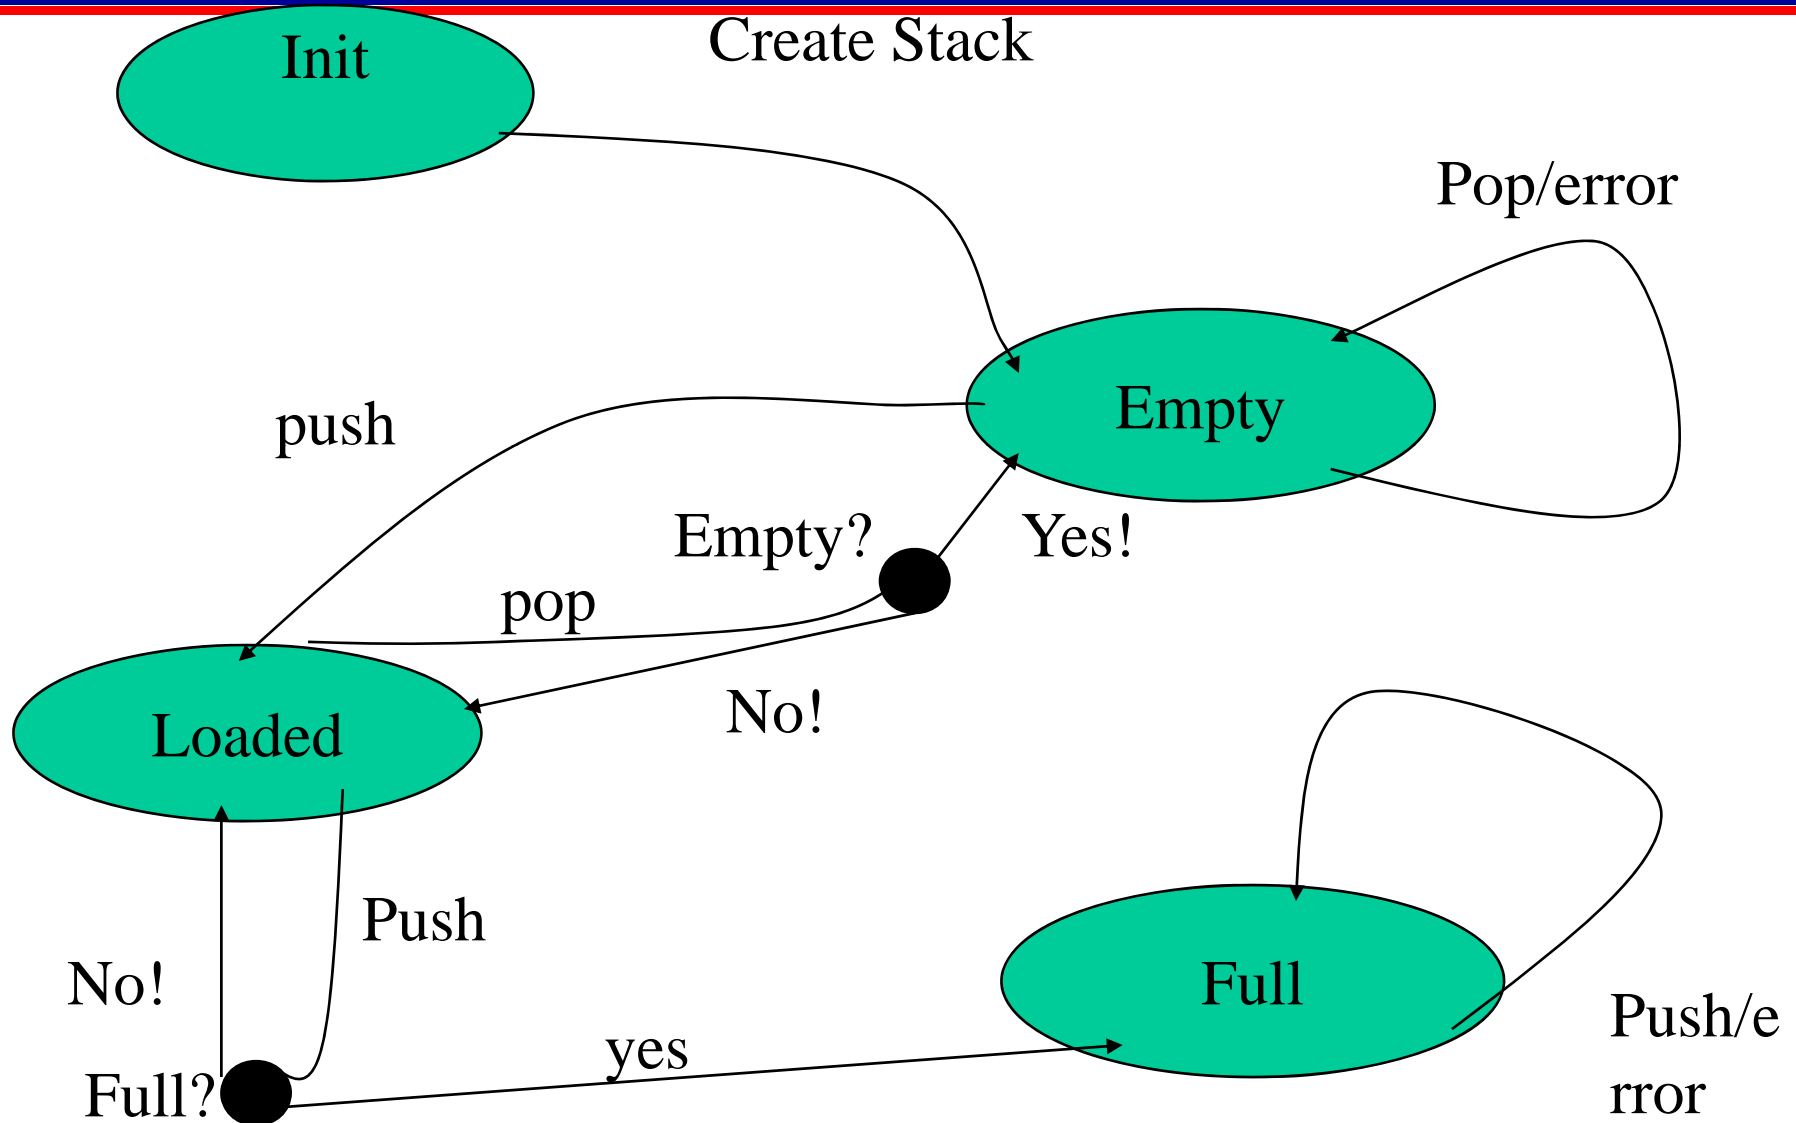 Init
Create Stack
Pop/error
Empty
push
Empty?
Yes!
pop
No!
Loaded
Push
No!
Full
Push/e
rror
yes
Full?